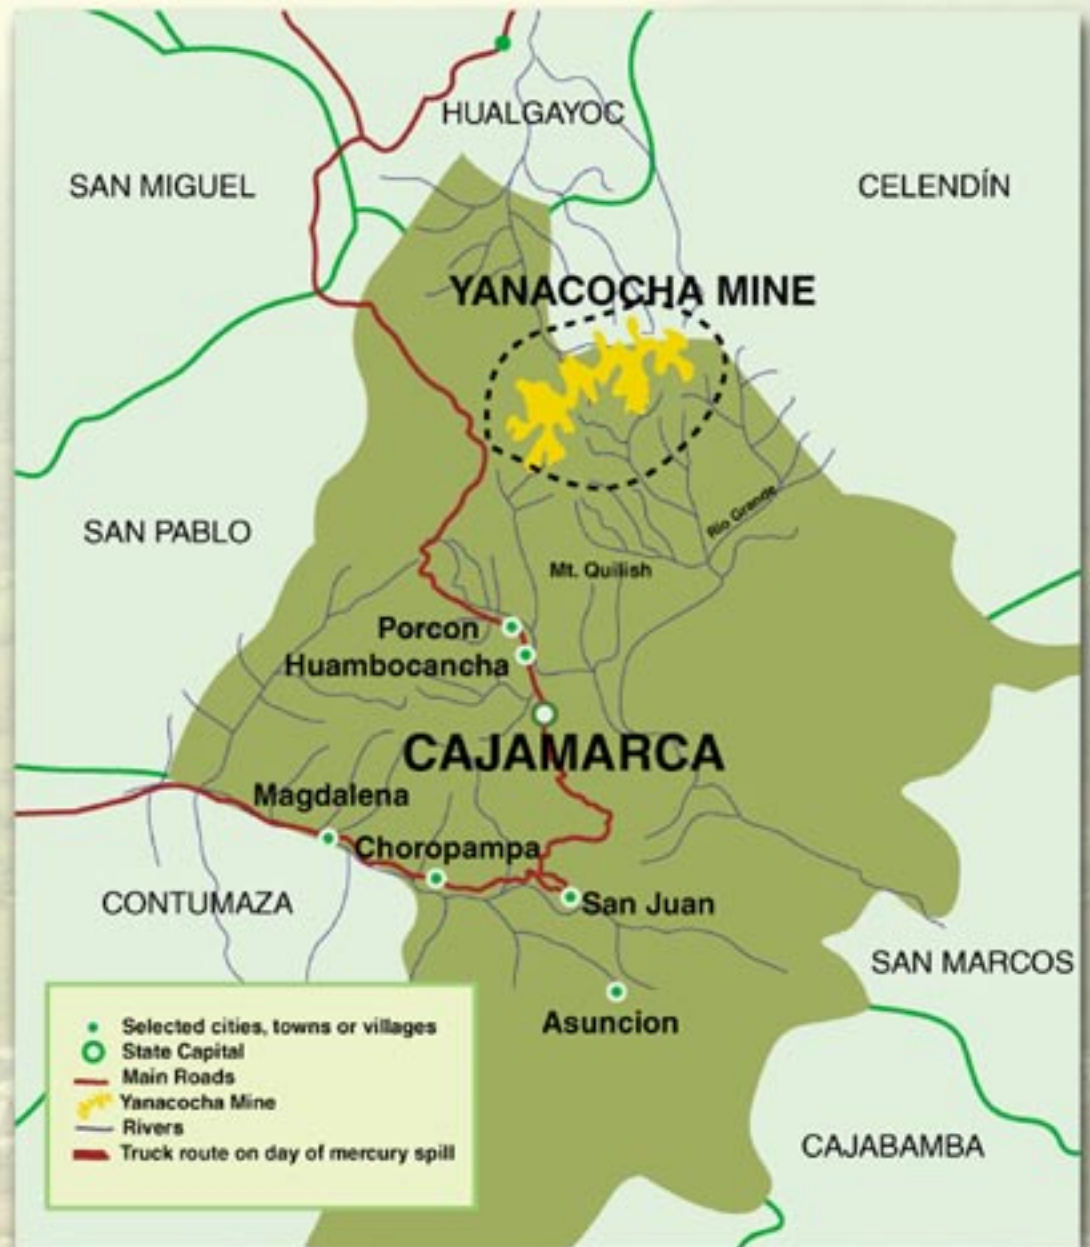 HUALGAYOC
SAN MIGUEL
CELENDÍN
YANACOCHA MINE
SAN PABLO
Rio Grande
Mt. Quilish
Porcon
Huambocancha
CAJAMARCA
Magdalena
Choropampa
CONTUMAZA
San Juan
SAN MARCOS
Asuncion
Selected cities, towns or villages
State Capital
Main Roads
Yanacocha Mine
Rivers
Truck route on day of mercury spill
CAJABAMBA